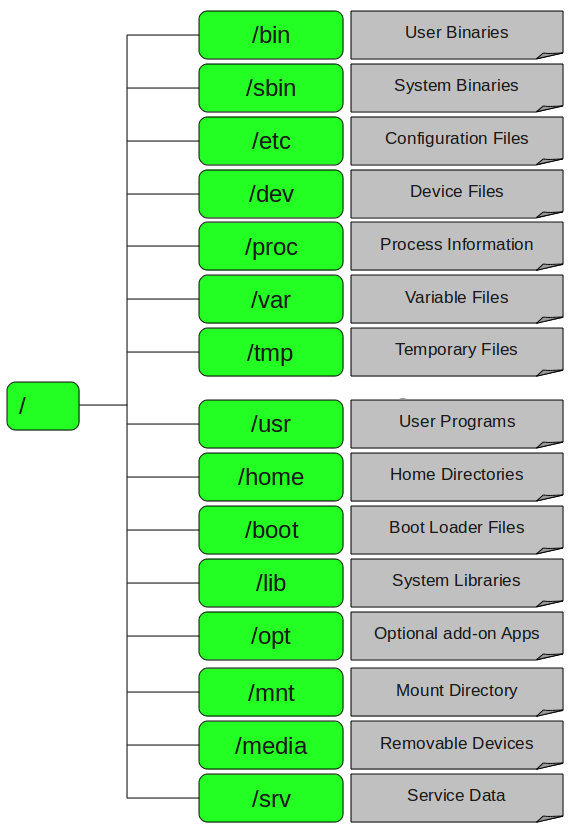 /bin User Binaries
/sbin System Binaries
/etc Configuration Files
/dev Device Files
/proc Process Information
/var Variable Files
/tmp Temporary Files
/
/usr User Programs
/home Home Directories
/boot Boot Loader Files
/lib System Libraries
/opt Optional add-on Apps
/mnt Mount Directory
/media Removable Devices
/srv Service Data